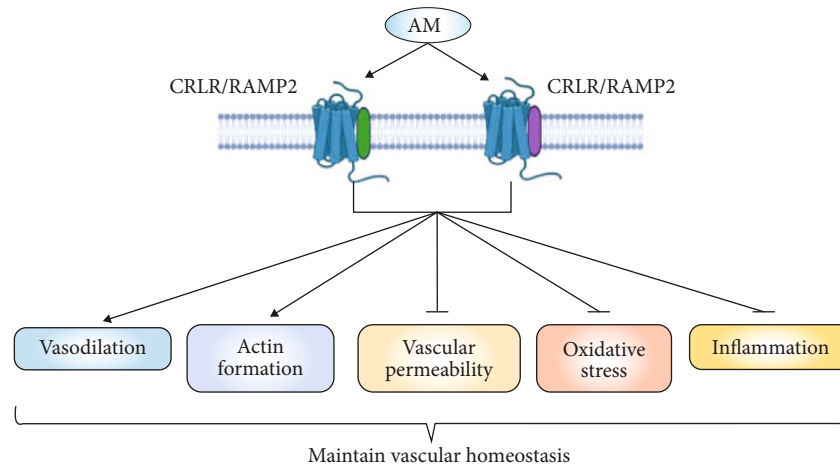 AM
CRLR/RAMP2
CRLR/RAMP2
Vasodilation
Actin
formation
Vascular
permeability
Oxidative
stress
Inflammation
Maintain vascular homeostasis